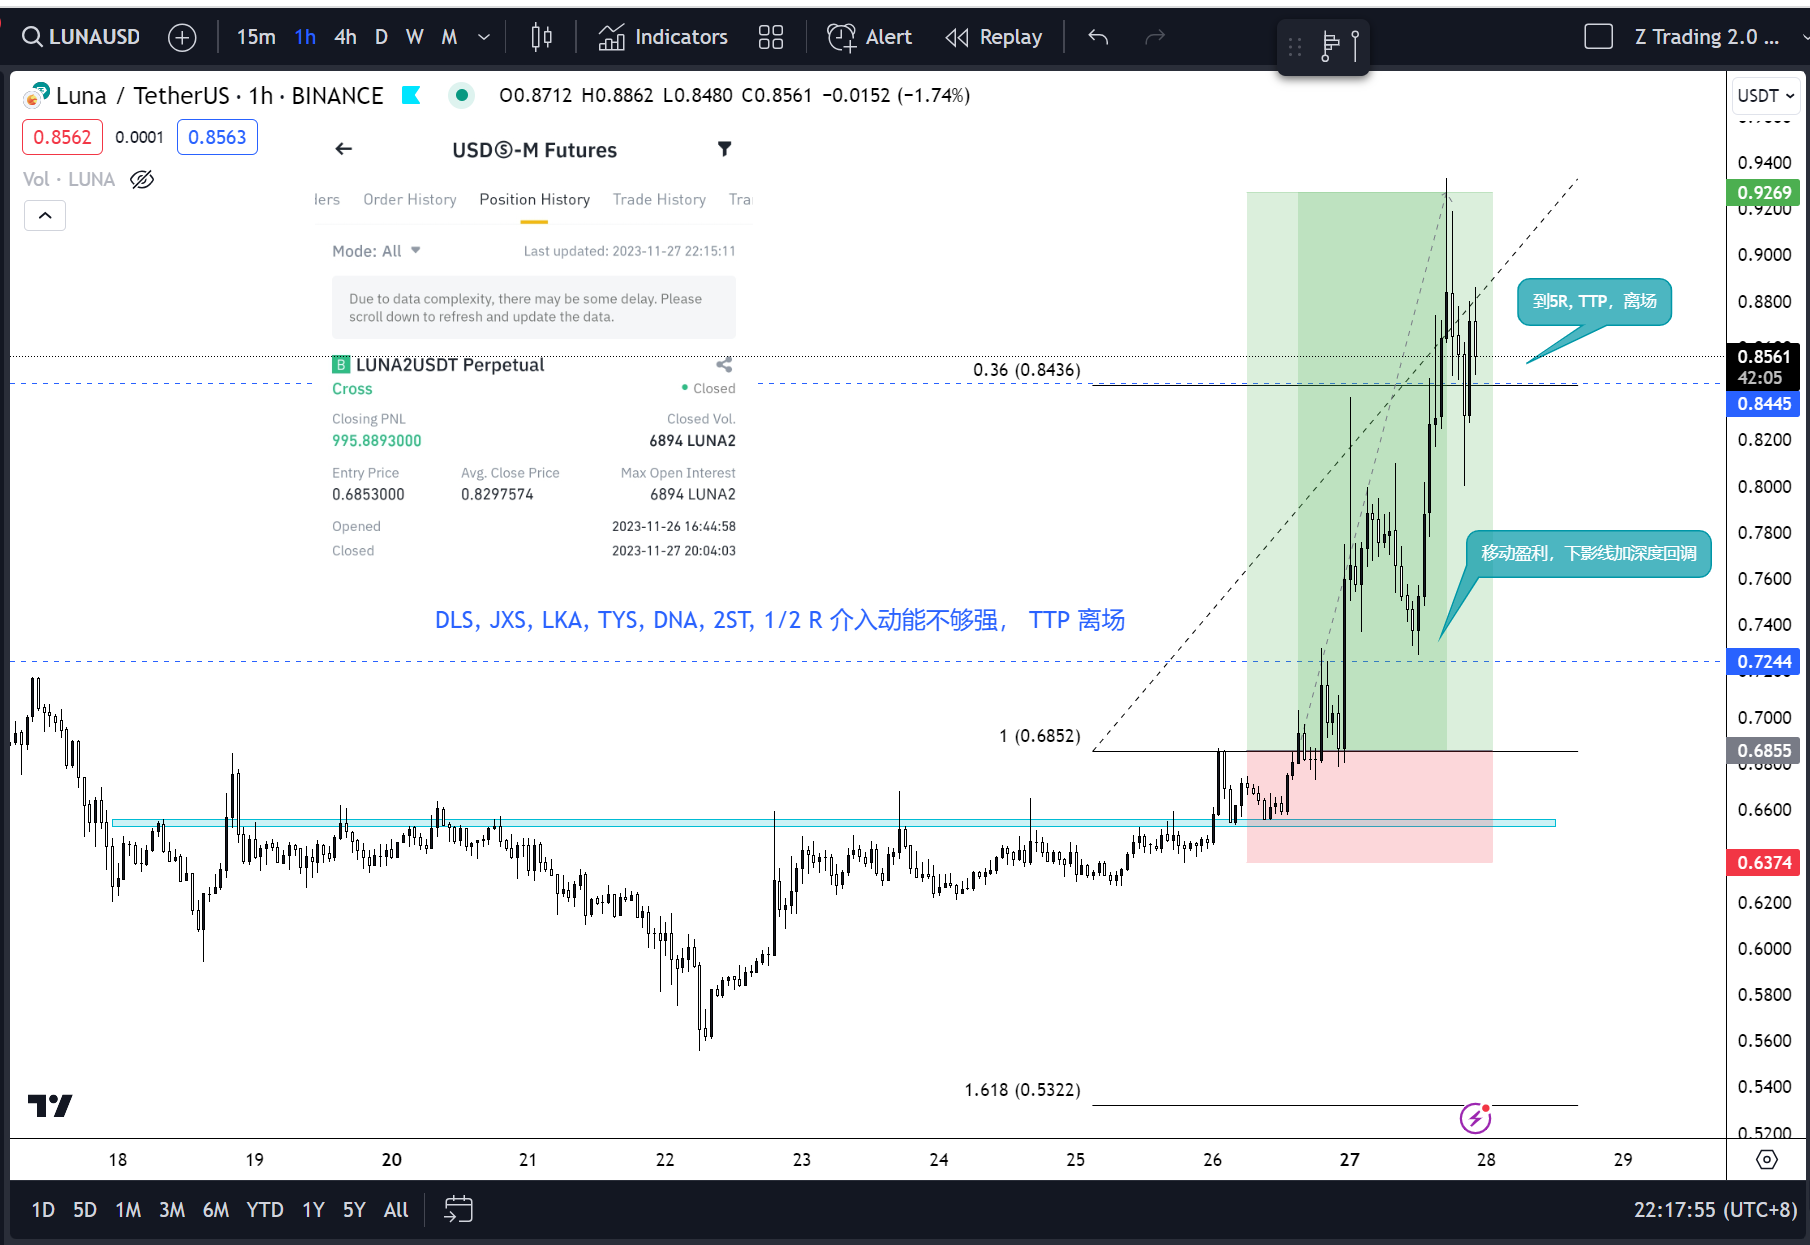 LUNAUSD
15m 1h 4h D W M
Indicators
Alert
Replay
Z Trading 2.0 ...
Luna / TetherUS · 1h · BINANCE
O0.8712 H0.8862 L0.8480 C0.8561 −0.0152 (−1.74%)
USDT
0.8562
0.0001
0.8563
Vol · LUNA
USDⓈ-M Futures
lers
Order History
Position History
Trade History
Tra
Mode: All
Last updated: 2023-11-27 22:15:11
Due to data complexity, there may be some delay. Please
scroll down to refresh and update the data.
B LUNA2USDT Perpetual
Cross
Closed
Closing PNL
Closed Vol.
995.8893000
6894 LUNA2
Entry Price
Avg. Close Price
Max Open Interest
0.6853000
0.8297574
6894 LUNA2
Opened
2023-11-26 16:44:58
Closed
2023-11-27 20:04:03
DLS, JXS, LKA, TYS, DNA, 2ST, 1/2 R 介入动能不够强， TTP 离场
0.36 (0.8436)
1 (0.6852)
1.618 (0.5322)
到5R, TTP，离场
移动盈利，下影线加深度回调
0.9400
0.9269
0.9200
0.9000
0.8800
0.8561
42:05
0.8445
0.8200
0.8000
0.7800
0.7600
0.7400
0.7244
0.7000
0.6855
0.6800
0.6600
0.6374
0.6200
0.6000
0.5800
0.5600
0.5400
0.5200
18 19 20 21 22 23 24 25 26 27 28 29
1D 5D 1M 3M 6M YTD 1Y 5Y All
22:17:55 (UTC+8)